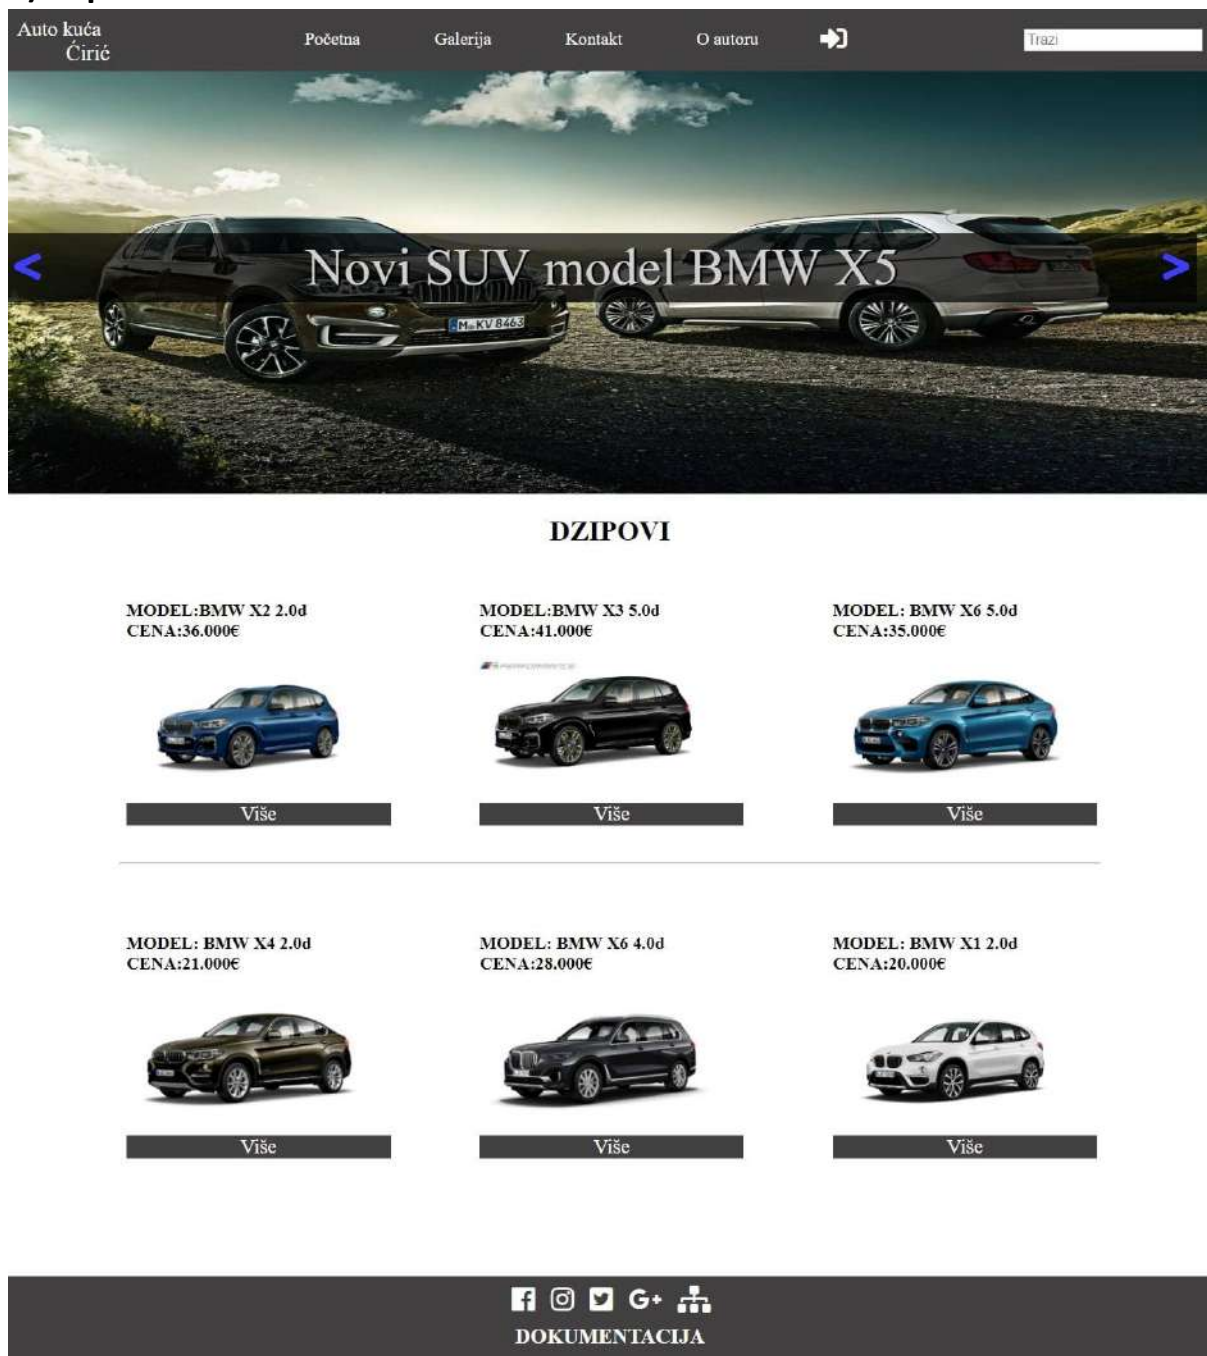 Auto kuća
Ćirić
Početna
Galerija
Kontakt
O autoru
Trazi
<
Novi SUV model BMW X5
>
M KV 8463
DZIPOVI
MODEL:BMW X2 2.0d
CENA:36.000€
MODEL:BMW X3 5.0d
CENA:41.000€
MODEL: BMW X6 5.0d
CENA:35.000€
Više
Više
Više
MODEL: BMW X4 2.0d
CENA:21.000€
MODEL: BMW X6 4.0d
CENA:28.000€
MODEL: BMW X1 2.0d
CENA:20.000€
Više
Više
Više
G+
DOKUMENTACIJA